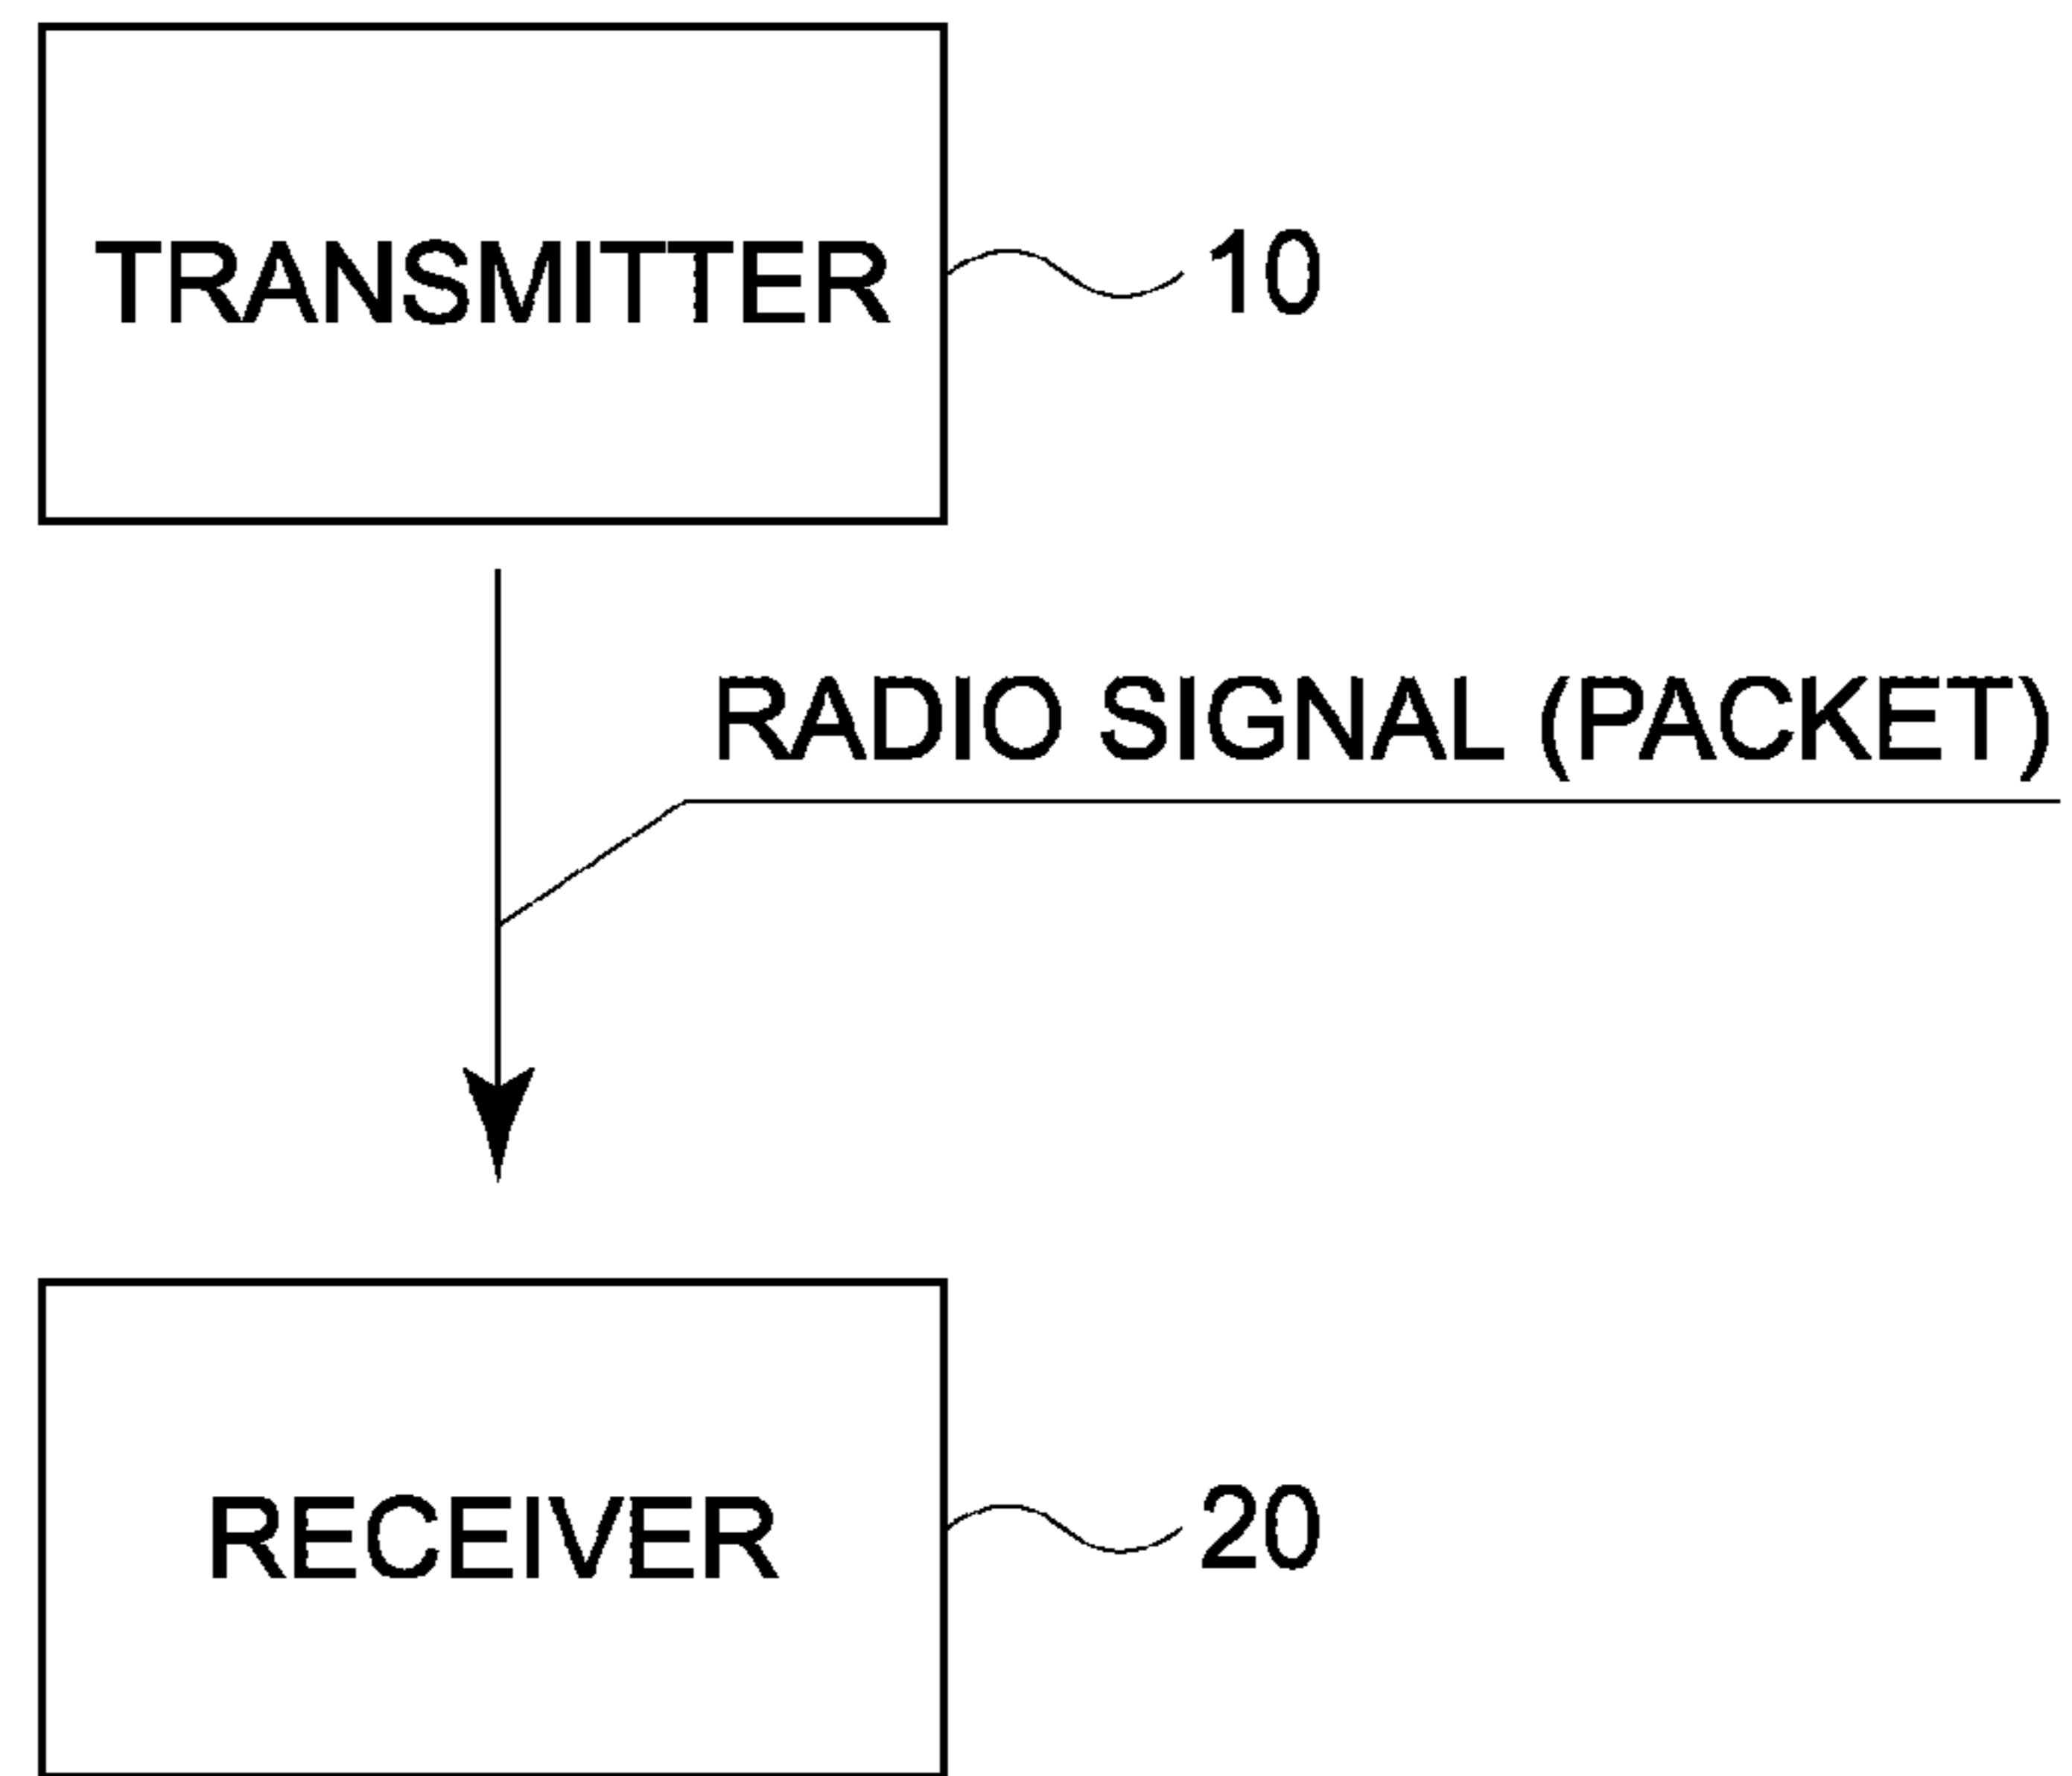 TRANSMITTER
10
RADIO SIGNAL (PACKET)
RECEIVER
20